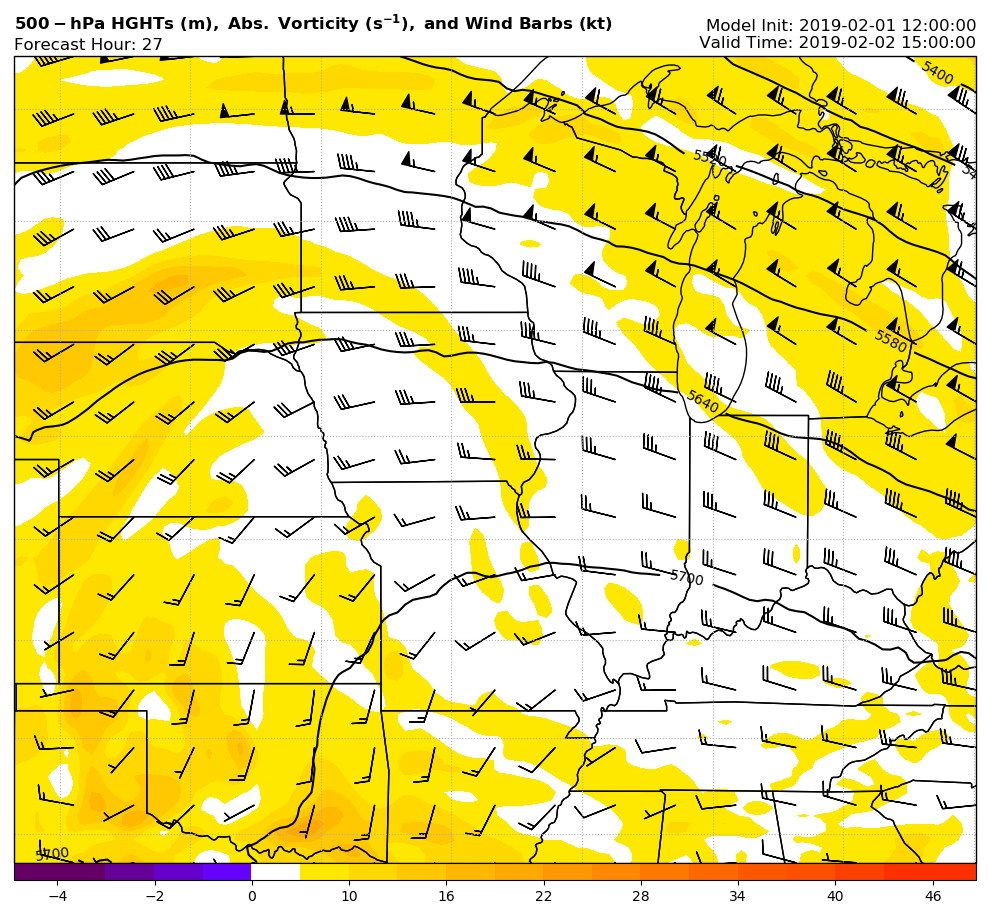 500−hPa HGHTs (m), Abs. Vorticity (s⁻¹), and Wind Barbs (kt)
Model Init: 2019-02-01 12:00:00
Forecast Hour: 27
Valid Time: 2019-02-02 15:00:00
5400
5520
54
5580
5640
5700
5700
−4 −2 0 10 16 22 28 34 40 46